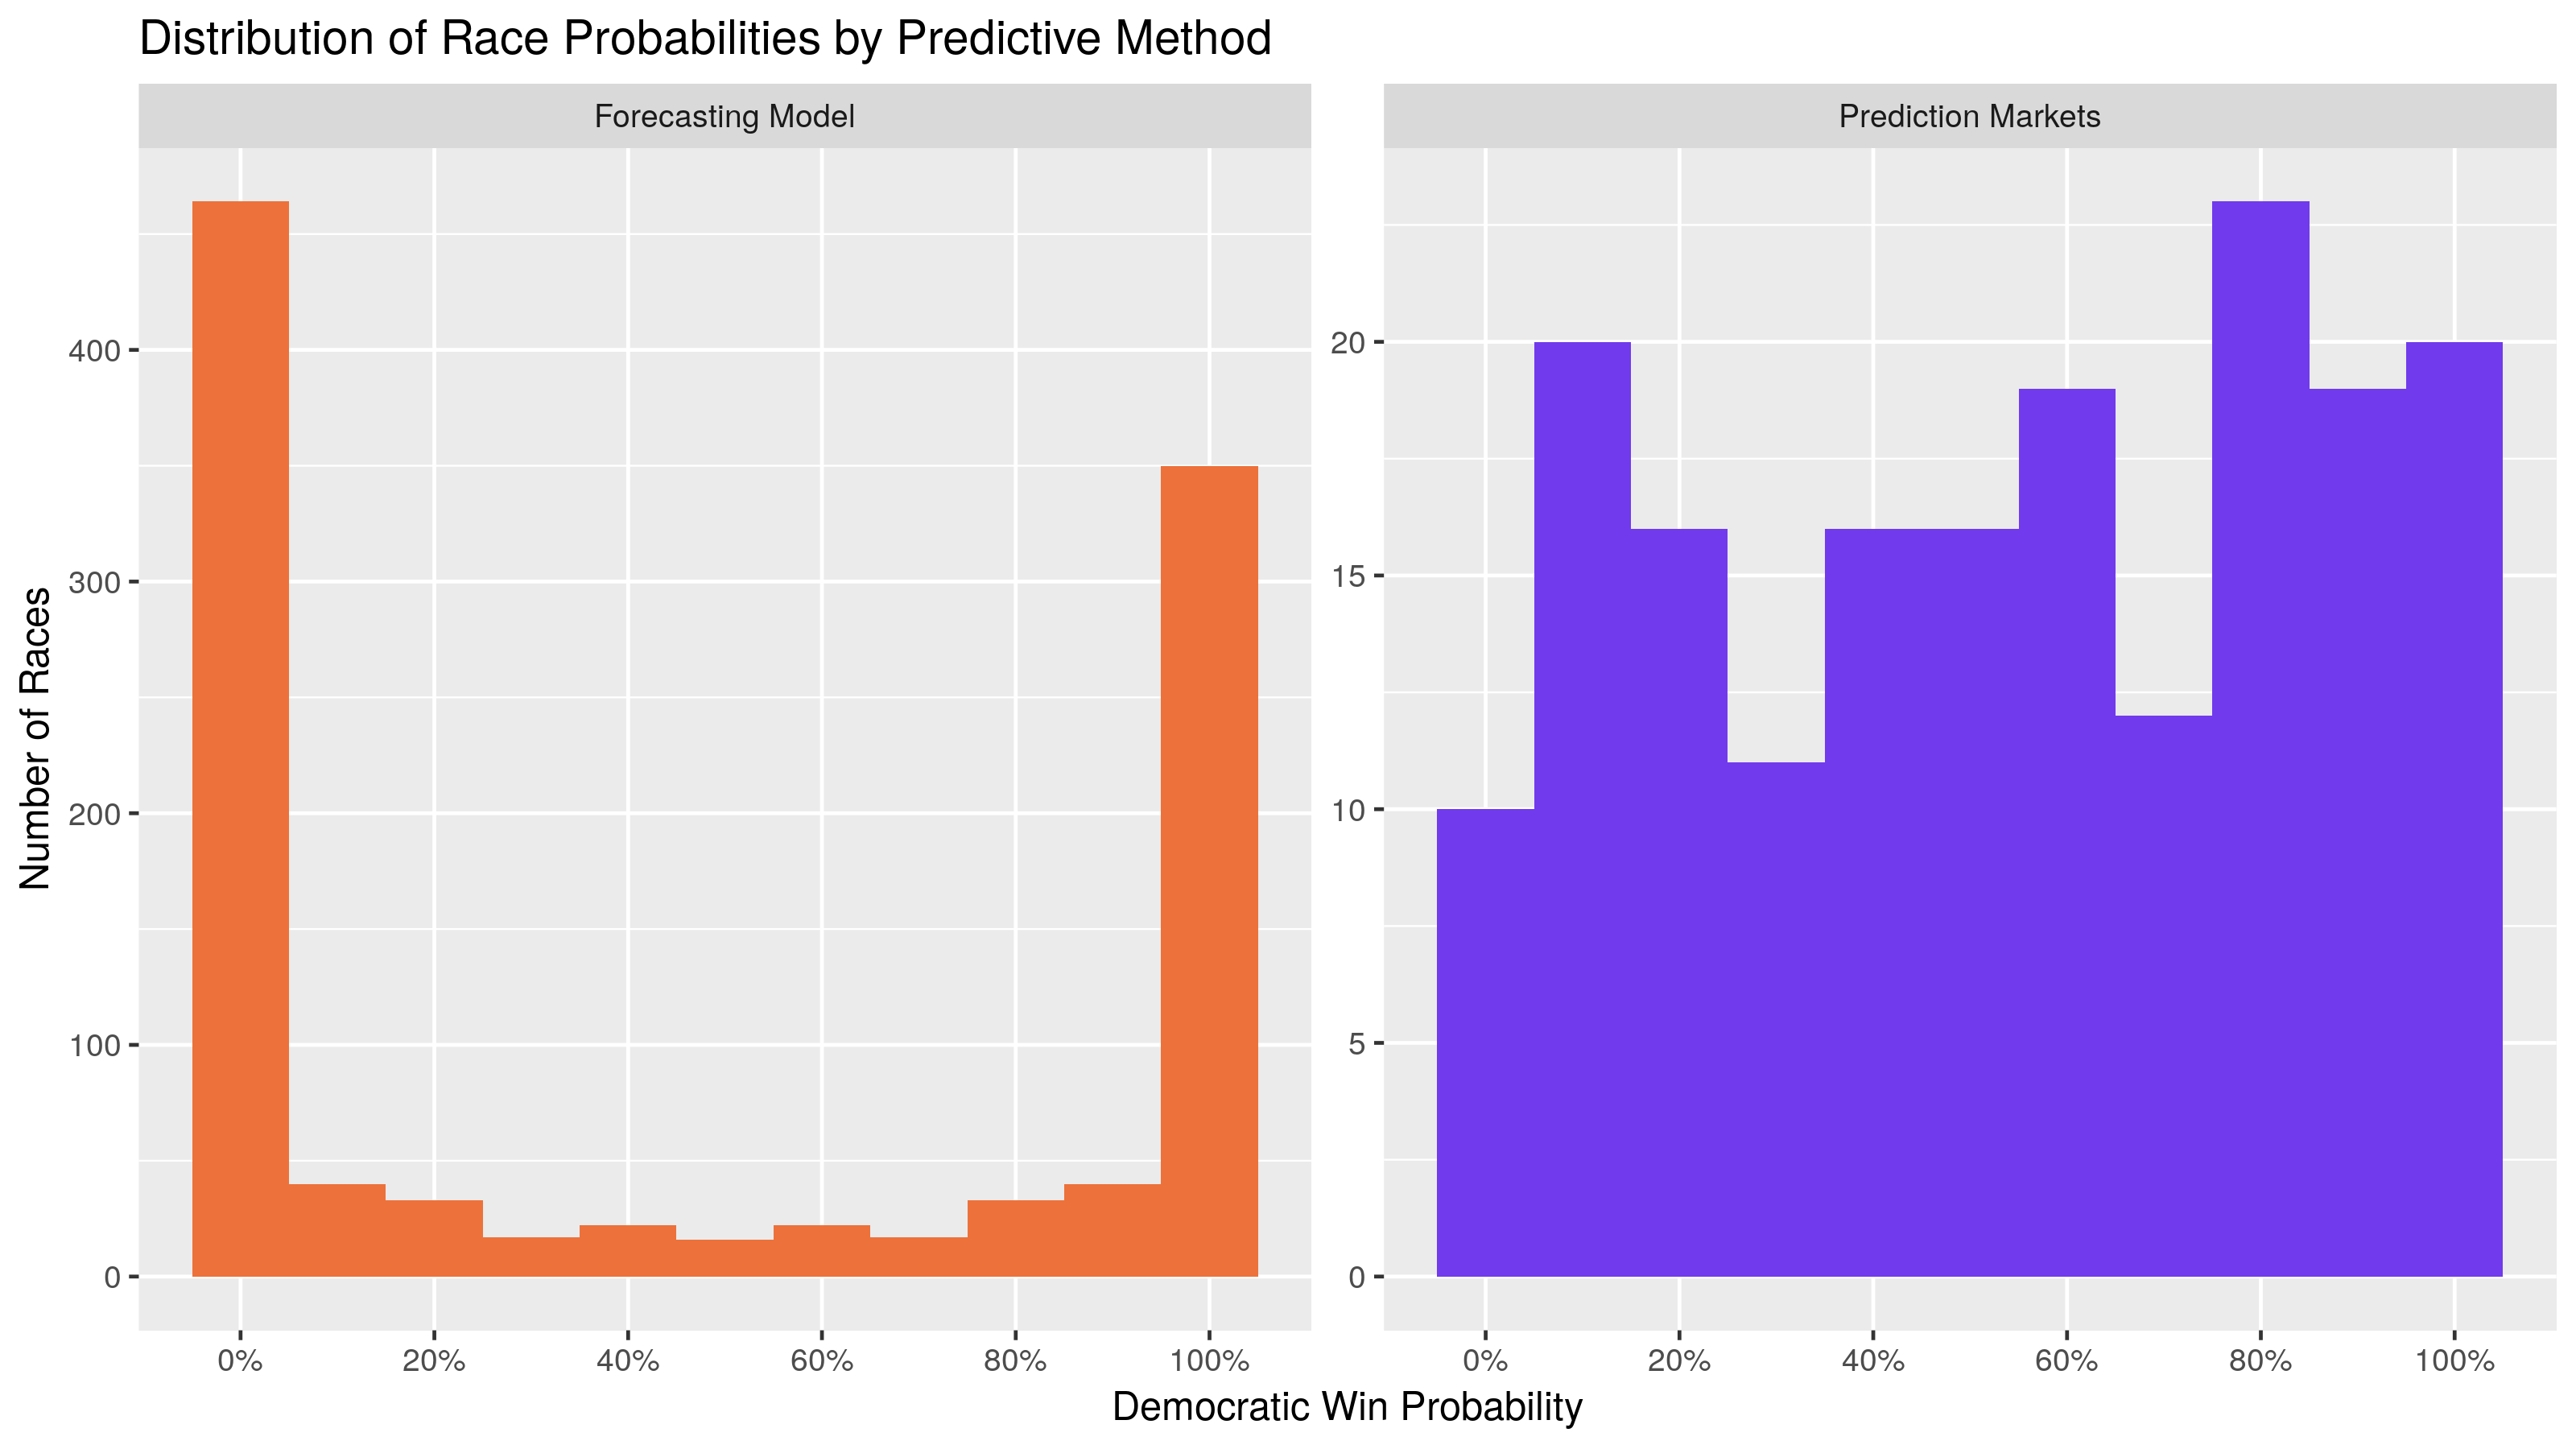 Distribution of Race Probabilities by Predictive Method
Forecasting Model
Prediction Markets
Number of Races
400
300
200
100
0
20
15
10
5
0
0% 20% 40% 60% 80% 100%
0% 20% 40% 60% 80% 100%
Democratic Win Probability